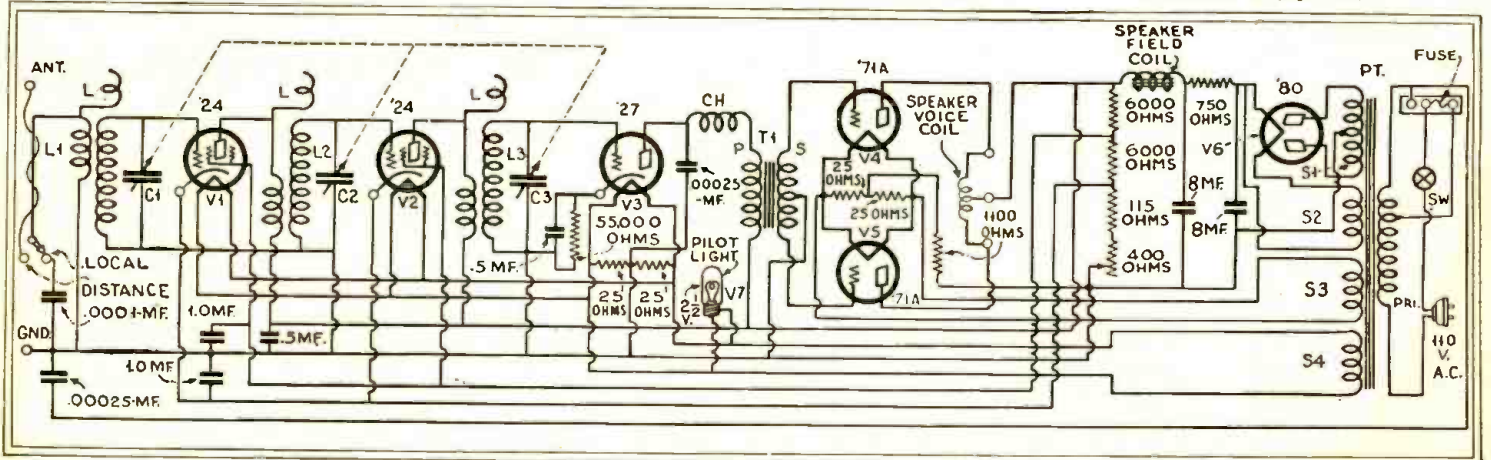 ANT.
L
L1
C1
'24
V1
L
L2
C2
'24
V2
L
L3
C3
'27
V3
CH
.00025
-MF.
55,000
OHMS
.5 MF.
25
OHMS
25
OHMS
PILOT
LIGHT
2½
V.
V7
T1
P
S
'71A
V4
25
OHMS
25 OHMS
V5
'71A
SPEAKER
VOICE
COIL
1100
OHMS
SPEAKER
FIELD
COIL
6000
OHMS
750
OHMS
6000
OHMS
115
OHMS
400
OHMS
8 MF.
8 MF.
'80
V6
PT.
S1
S2
S3
S4
FUSE
SW
PRI.
110
V.
A.C.
LOCAL
DISTANCE
.0001-MF.
GND.
1.0MF.
.5MF.
1.0 MF
.00025-MF.